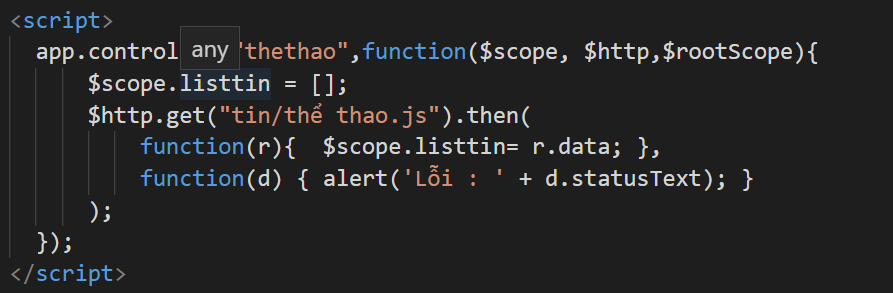 <script>
app.control any "thethao",function($scope, $http,$rootScope){
$scope.listtin = [];
$http.get("tin/thể thao.js").then(
function(r){  $scope.listtin= r.data; },
function(d) { alert('Lỗi : ' + d.statusText); }
);
});
</script>